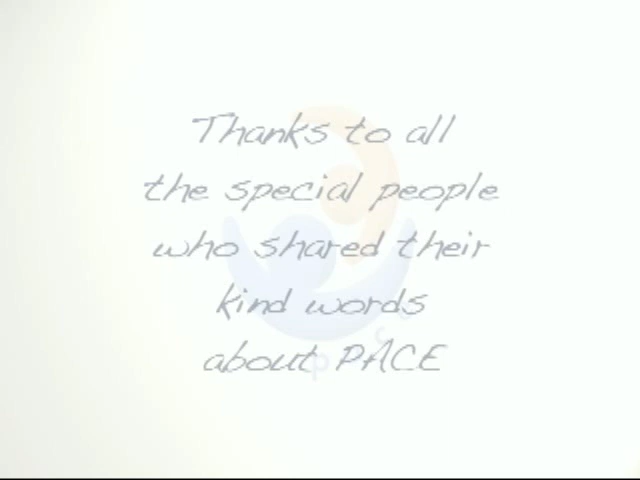 Thanks to all
the special people
who shared their
kind words
about PACE